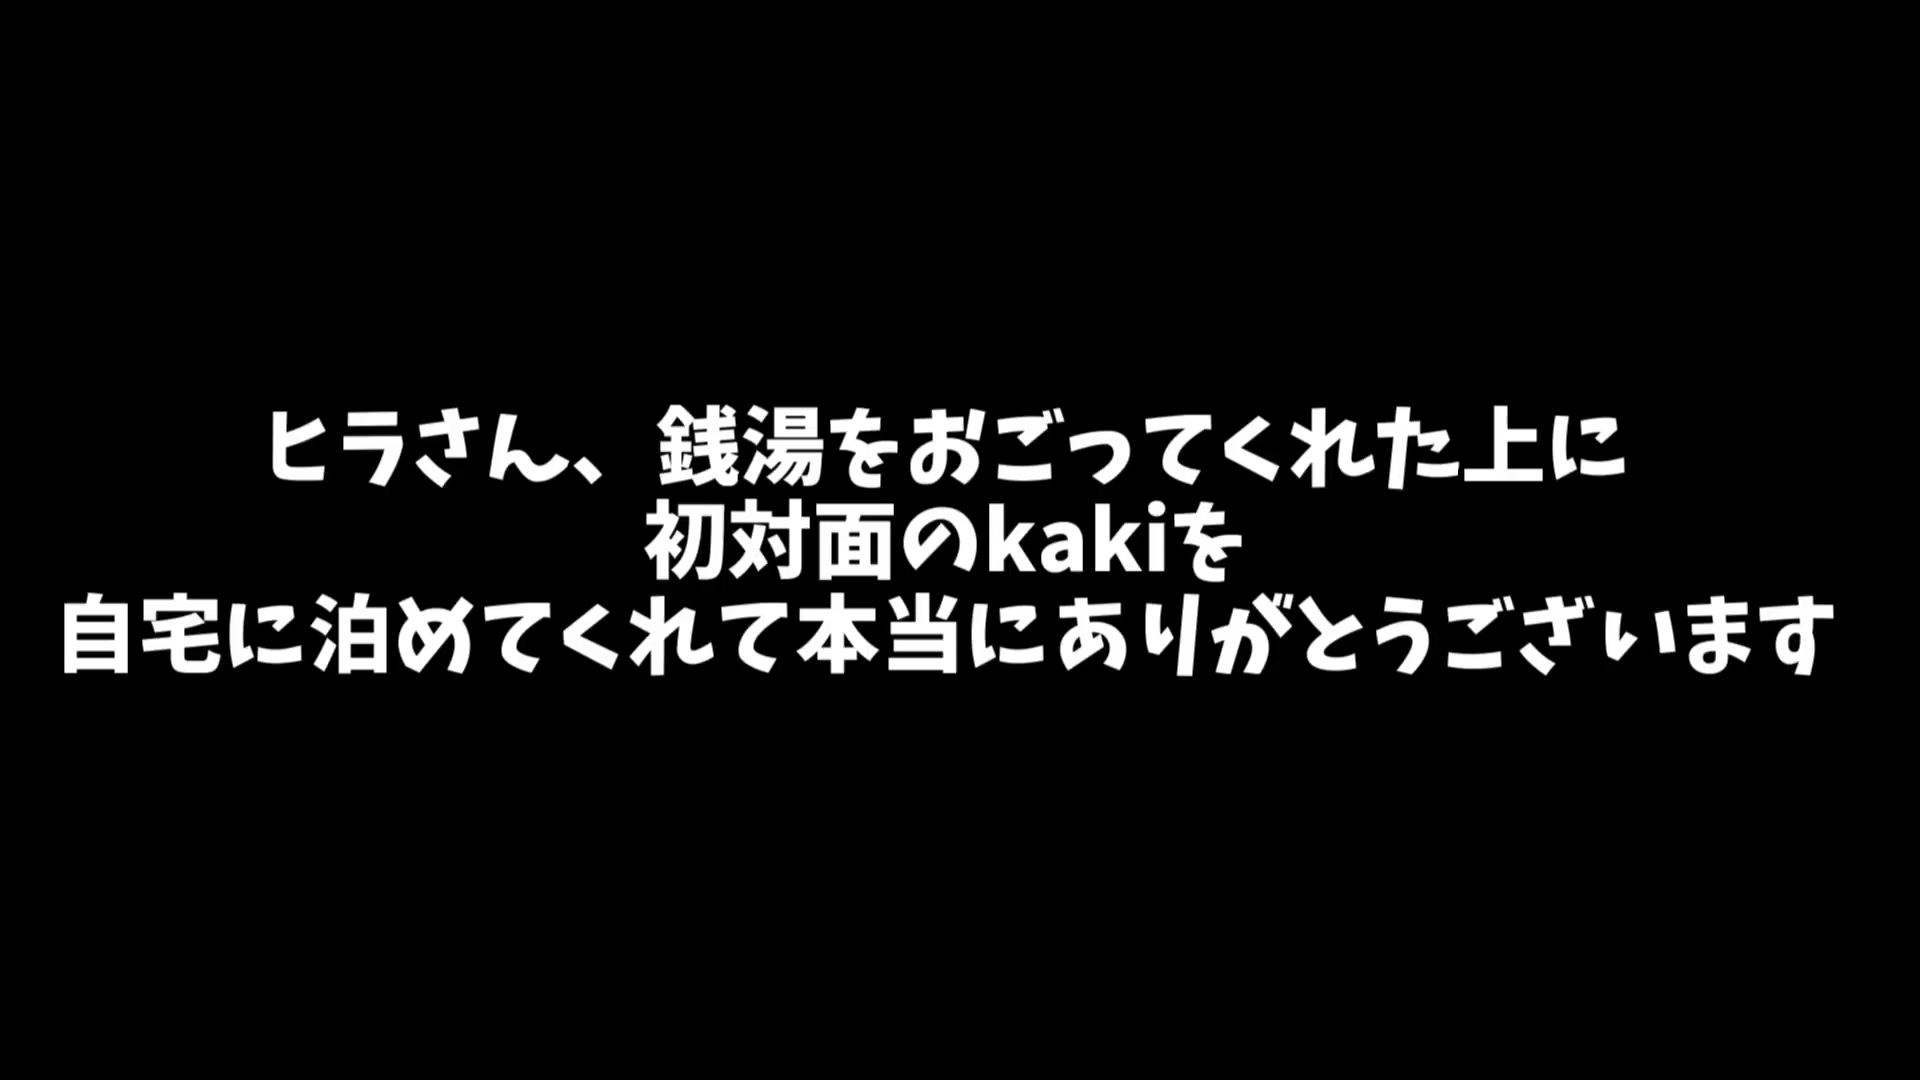 ヒラさん、銭湯をおごってくれた上に
初対面のkakiを
自宅に泊めてくれて本当にありがとうございます